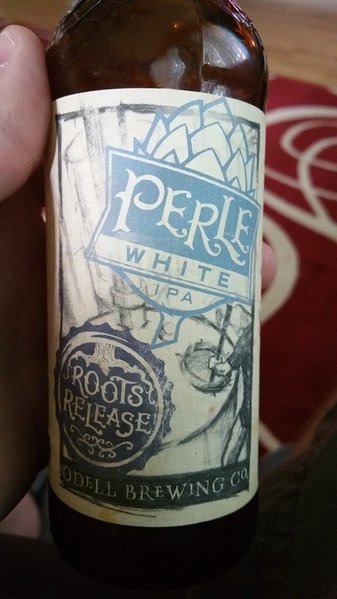 PERLE
WHITE
IPA
ROOTS
RELEASE
ODELL BREWING CO